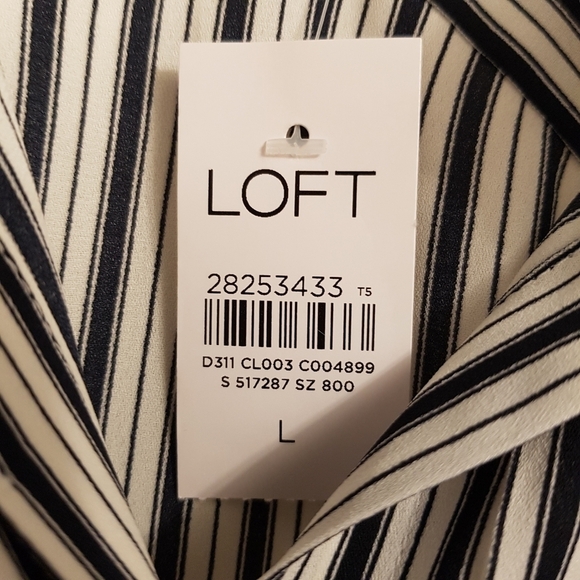 LOFT
28253433 T5
D311 CL003 C004899
S 517287 SZ 800
L